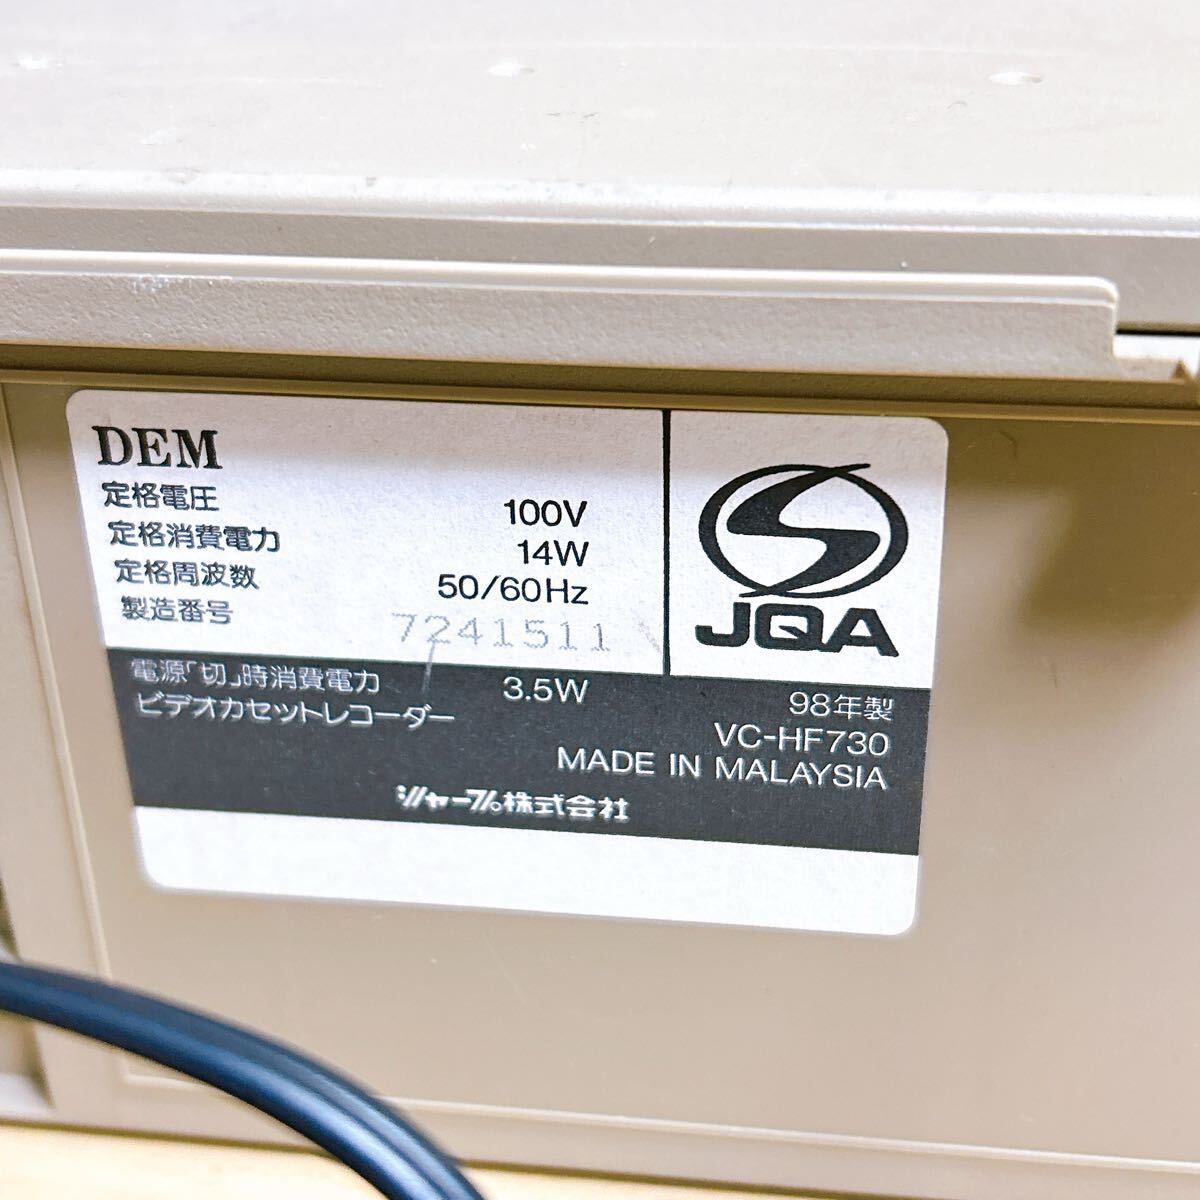 DEM
定格電圧 100V
定格消費電力 14W
定格周波数 50/60Hz
製造番号 7241511
JQA
電源「切」時消費電力 3.5W
ビデオカセットレコーダー
98年製
VC-HF730
MADE IN MALAYSIA
シャープ株式会社